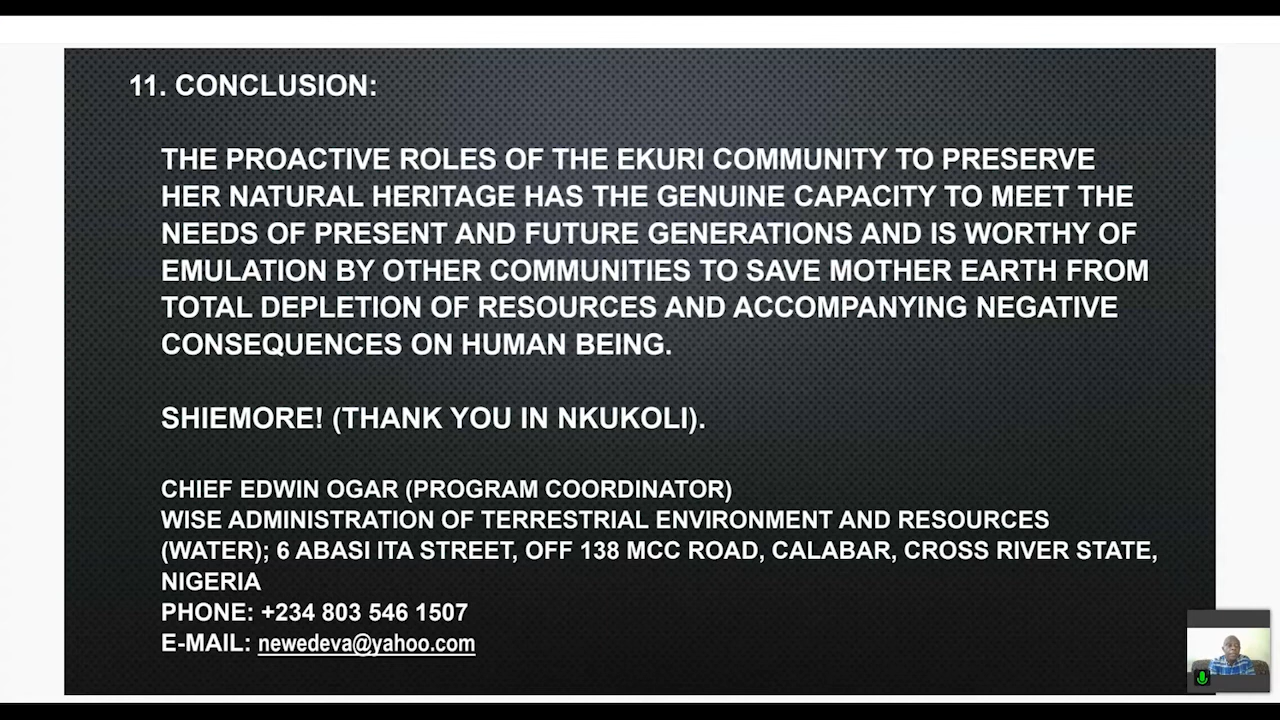 11. CONCLUSION:
THE PROACTIVE ROLES OF THE EKURI COMMUNITY TO PRESERVE
HER NATURAL HERITAGE HAS THE GENUINE CAPACITY TO MEET THE
NEEDS OF PRESENT AND FUTURE GENERATIONS AND IS WORTHY OF
EMULATION BY OTHER COMMUNITIES TO SAVE MOTHER EARTH FROM
TOTAL DEPLETION OF RESOURCES AND ACCOMPANYING NEGATIVE
CONSEQUENCES ON HUMAN BEING.
SHIEMORE! (THANK YOU IN NKUKOLI).
CHIEF EDWIN OGAR (PROGRAM COORDINATOR)
WISE ADMINISTRATION OF TERRESTRIAL ENVIRONMENT AND RESOURCES
(WATER); 6 ABASI ITA STREET, OFF 138 MCC ROAD, CALABAR, CROSS RIVER STATE,
NIGERIA
PHONE: +234 803 546 1507
E-MAIL: newedeva@yahoo.com